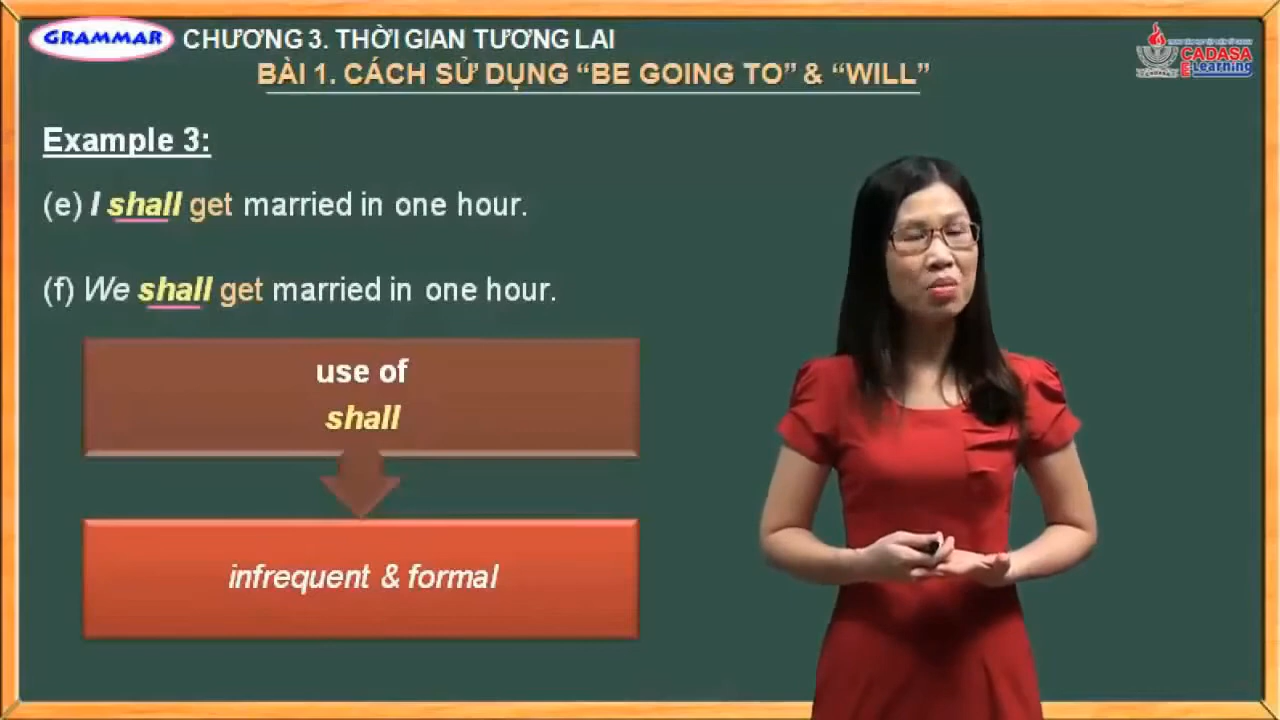 GRAMMAR CHƯƠNG 3. THỜI GIAN TƯƠNG LAI
BÀI 1. CÁCH SỬ DỤNG “BE GOING TO” & “WILL”
CADASA
E Learning
Example 3:
(e) I shall get married in one hour.
(f) We shall get married in one hour.
use of
shall
infrequent & formal